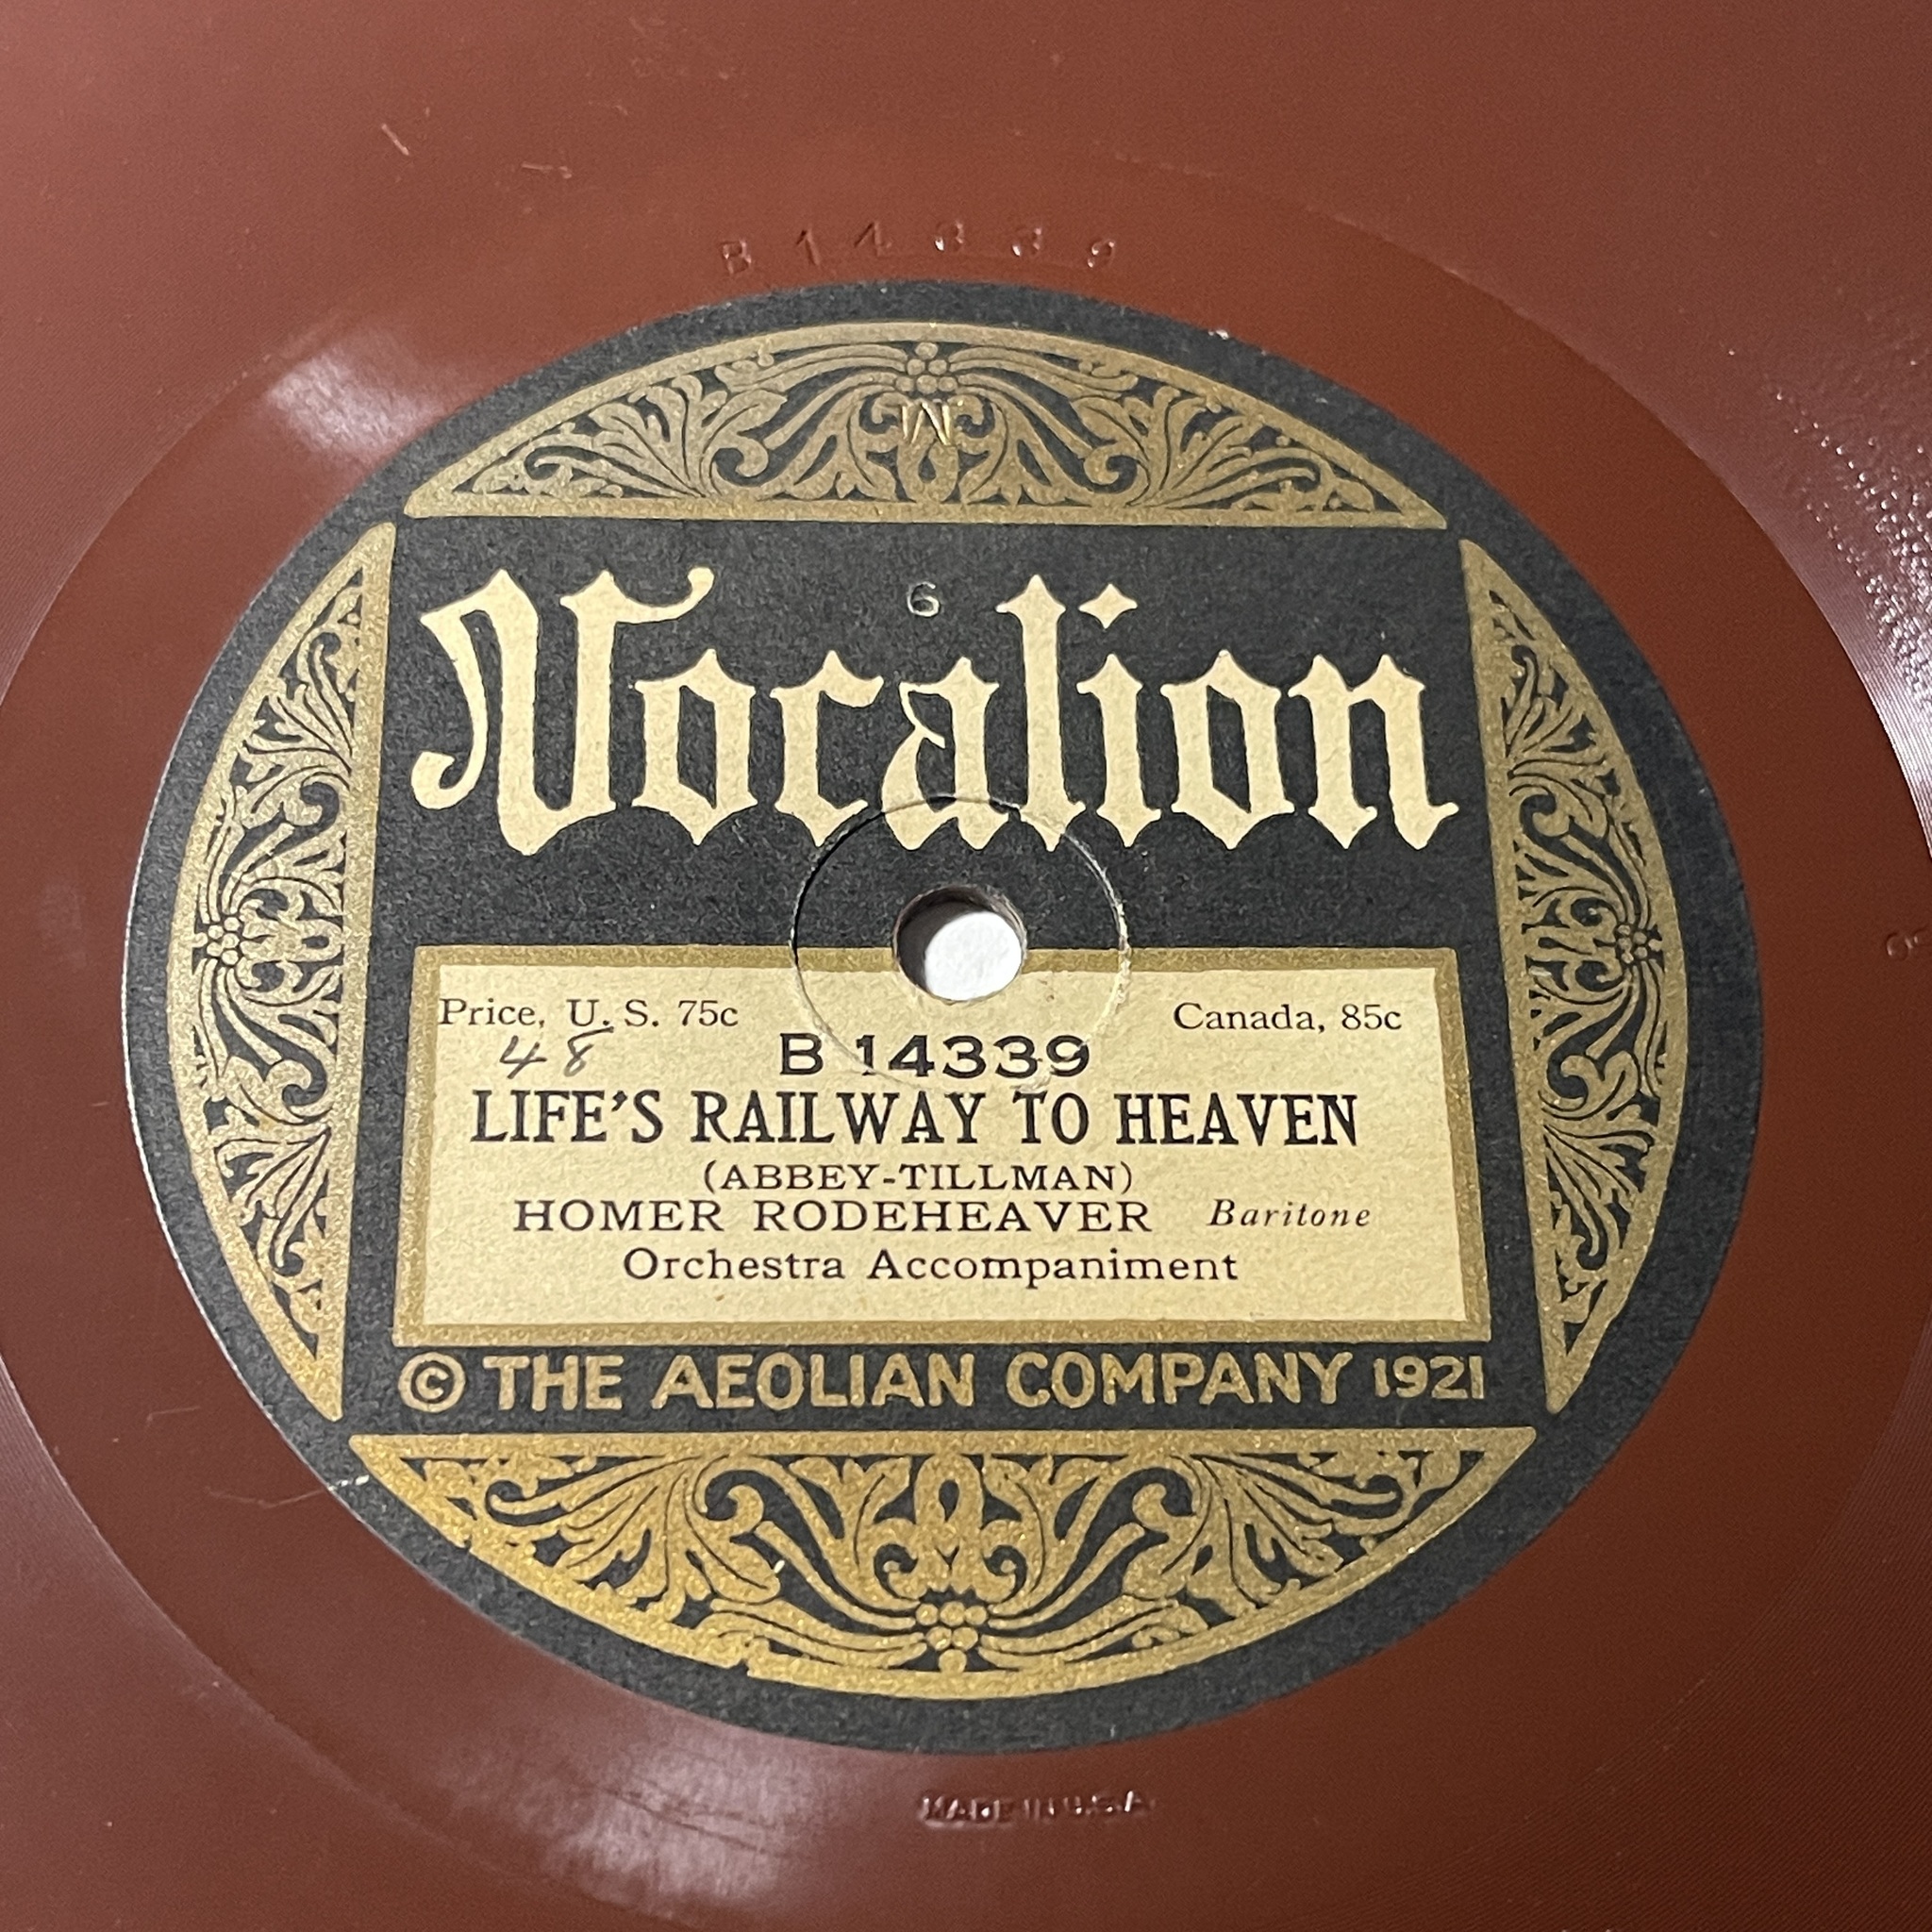 B 14339
M
6
Vocalion
Price, U. S. 75c Canada, 85c
48 B 14339
LIFE'S RAILWAY TO HEAVEN
(ABBEY-TILLMAN)
HOMER RODEHEAVER Baritone
Orchestra Accompaniment
© THE AEOLIAN COMPANY 1921
MADE IN U.S.A